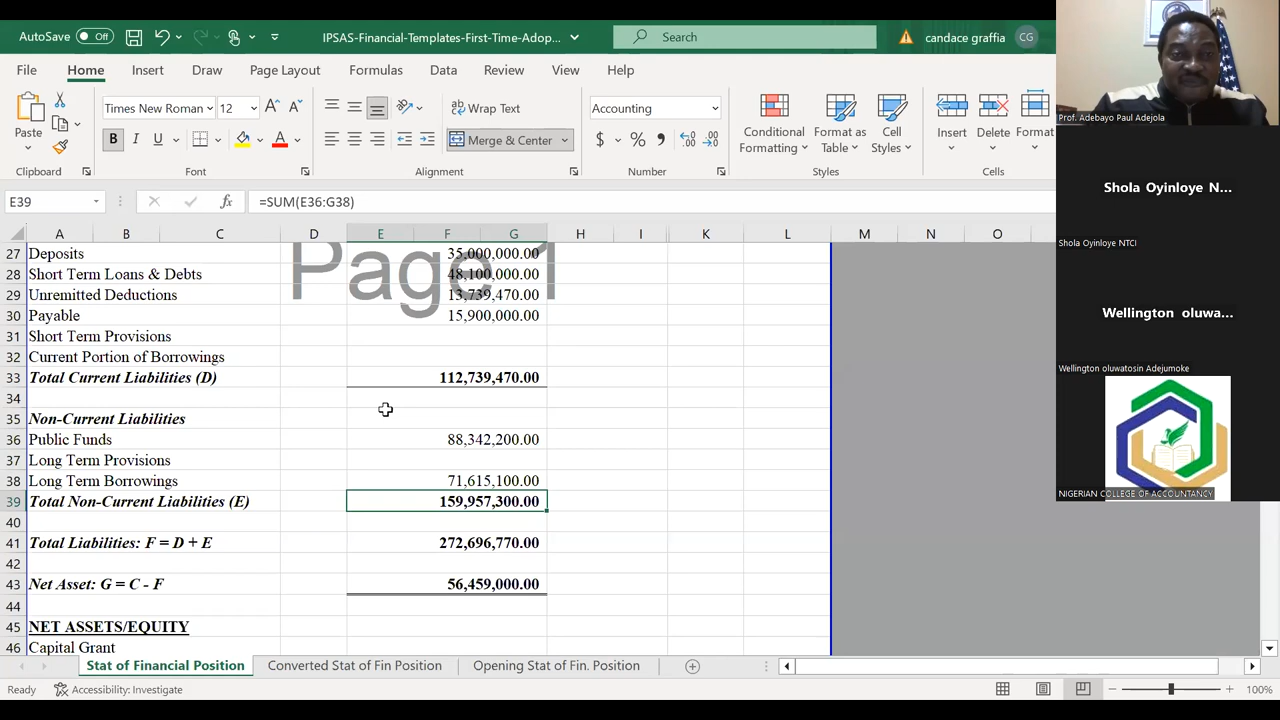 AutoSave Off IPSAS-Financial-Templates-First-Time-Adop... Search candace graffia CG
File Home Insert Draw Page Layout Formulas Data Review View Help
Times New Roman 12 A A Wrap Text Accounting
Paste B I U A Merge & Center $ % Conditional Formatting Format as Table Cell Styles Insert Delete Format
Clipboard Font Alignment Number Styles Cells
E39 fx =SUM(E36:G38)
A B C D E F G H I J K L M N O
Page 1
27 Deposits 35,000,000.00
28 Short Term Loans & Debts 48,100,000.00
29 Unremitted Deductions 13,739,470.00
30 Payable 15,900,000.00
31 Short Term Provisions
32 Current Portion of Borrowings
33 Total Current Liabilities (D) 112,739,470.00
34
35 Non-Current Liabilities
36 Public Funds 88,342,200.00
37 Long Term Provisions
38 Long Term Borrowings 71,615,100.00
39 Total Non-Current Liabilities (E) 159,957,300.00
40
41 Total Liabilities: F = D + E 272,696,770.00
42
43 Net Asset: G = C - F 56,459,000.00
44
45 NET ASSETS/EQUITY
46 Capital Grant
Stat of Financial Position Converted Stat of Fin Position Opening Stat of Fin. Position
Ready Accessibility: Investigate 100%
Prof. Adebayo Paul Adejola
Shola Oyinloye N...
Shola Oyinloye NTCI
Wellington oluwa...
Wellington oluwatosin Adejumoke
NIGERIAN COLLEGE OF ACCOUNTANCY